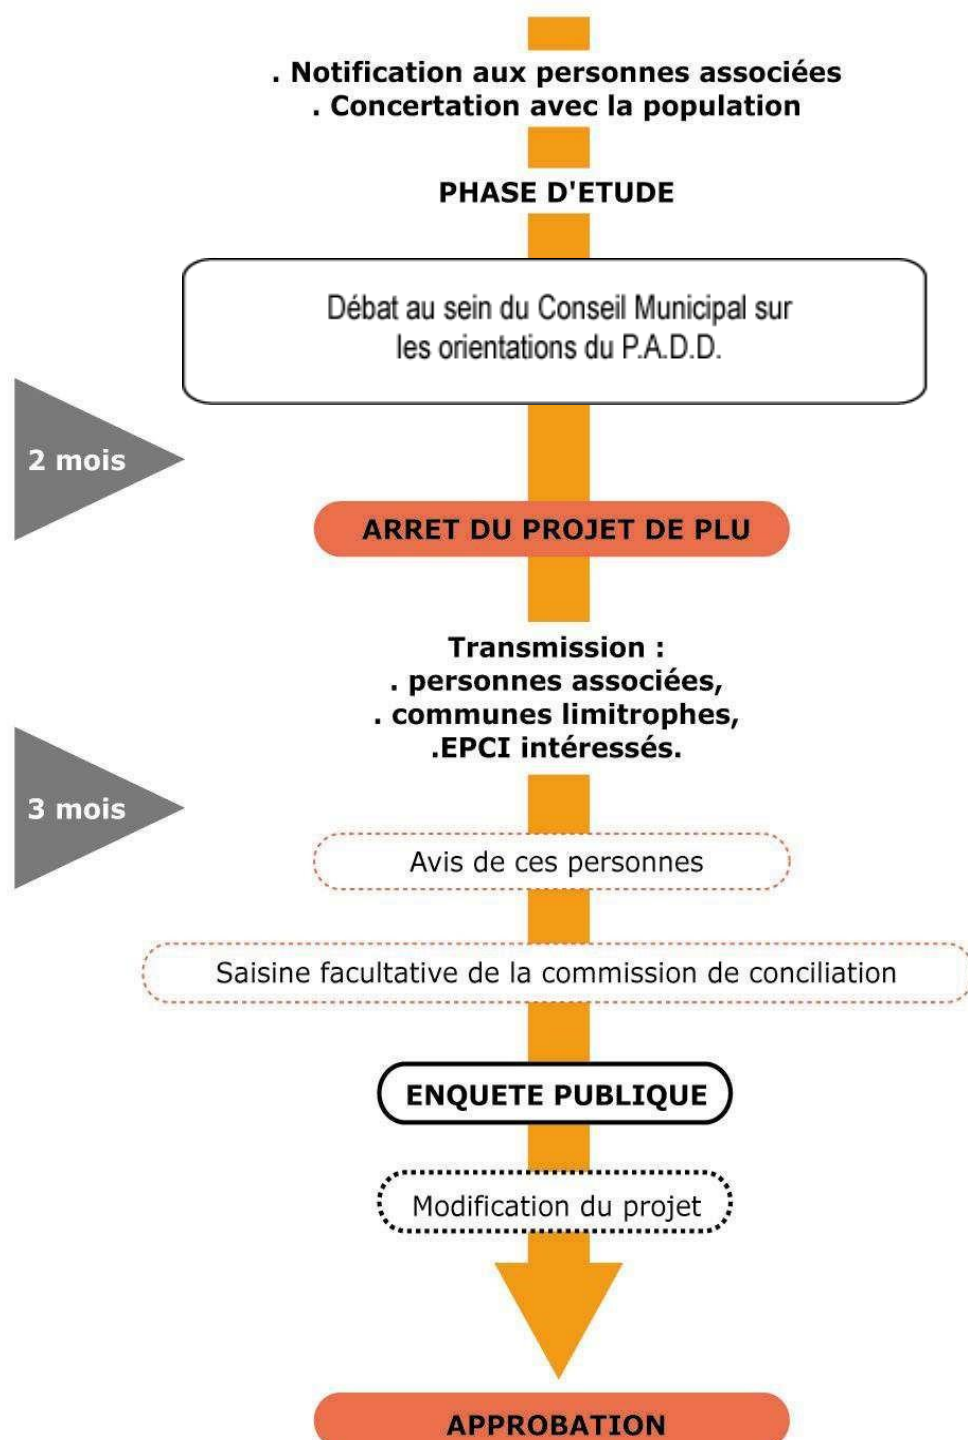 . Notification aux personnes associées
. Concertation avec la population
PHASE D'ETUDE
Débat au sein du Conseil Municipal sur
les orientations du P.A.D.D.
2 mois
ARRET DU PROJET DE PLU
Transmission :
. personnes associées,
. communes limitrophes,
.EPCI intéressés.
3 mois
Avis de ces personnes
Saisine facultative de la commission de conciliation
ENQUETE PUBLIQUE
Modification du projet
APPROBATION